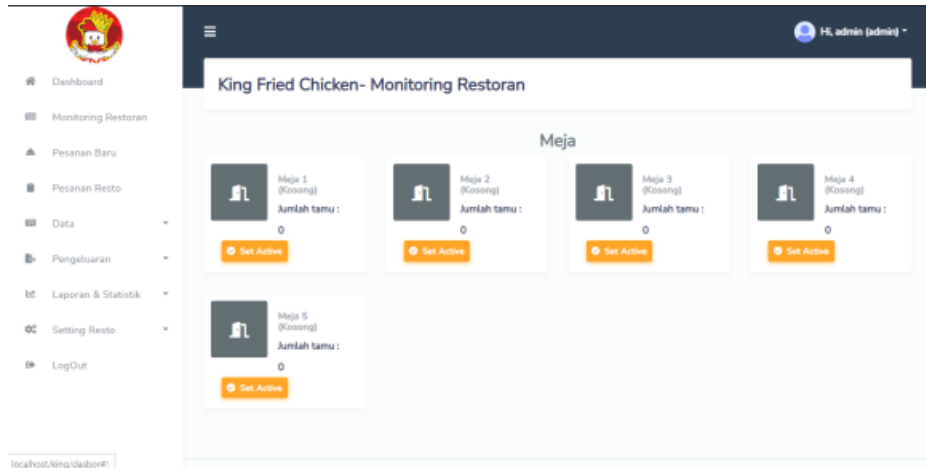 Hi, admin (admin)
Dashboard
Monitoring Restoran
Pesanan Baru
Pesanan Resto
Data
Pengeluaran
Laporan & Statistik
Setting Resto
LogOut
King Fried Chicken- Monitoring Restoran
Meja
Meja 1
(Kosong)
Jumlah tamu :
0
Set Active
Meja 2
(Kosong)
Jumlah tamu :
0
Set Active
Meja 3
(Kosong)
Jumlah tamu :
0
Set Active
Meja 4
(Kosong)
Jumlah tamu :
0
Set Active
Meja 5
(Kosong)
Jumlah tamu :
0
Set Active
localhost/king/dasbor#!